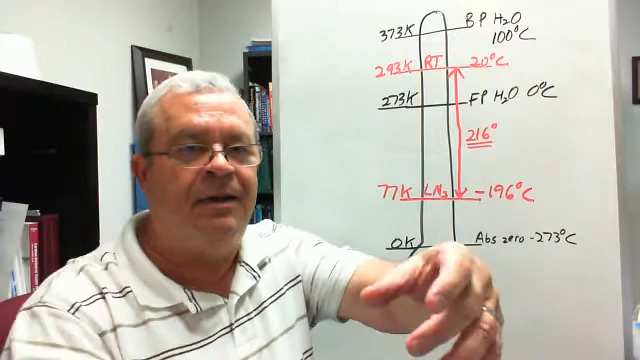 373K BP H2O
100°C
293K RT 20°C
273K FP H2O 0°C
216°
77K LN2 -196°C
0K Abs zero -273°C